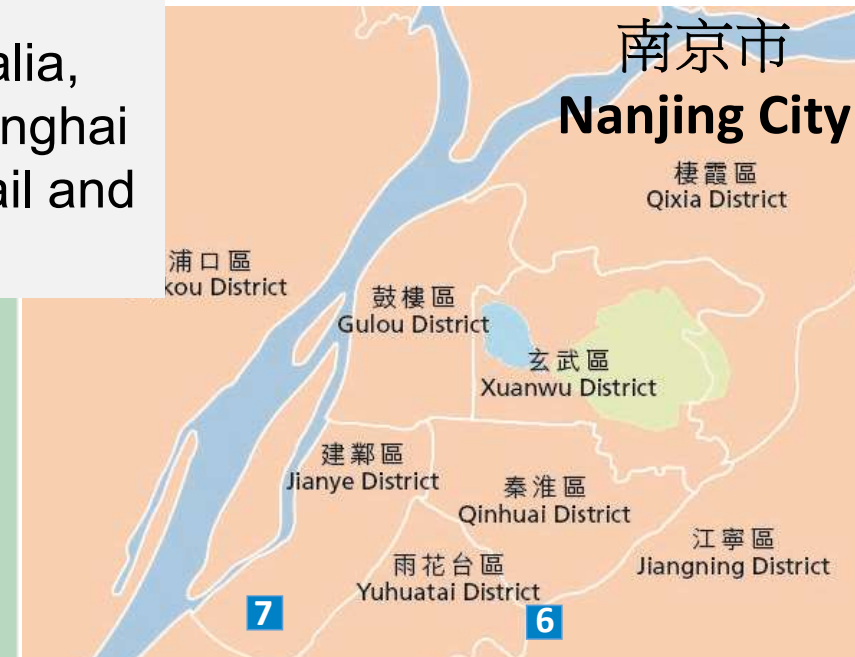 alia,
nghai
ail and
南京市
Nanjing City
棲霞區
Qixia District
浦口區
kou District
鼓樓區
Gulou District
玄武區
Xuanwu District
建鄴區
Jianye District
秦淮區
Qinhuai District
江寧區
Jiangning District
雨花台區
Yuhuatai District
7
6